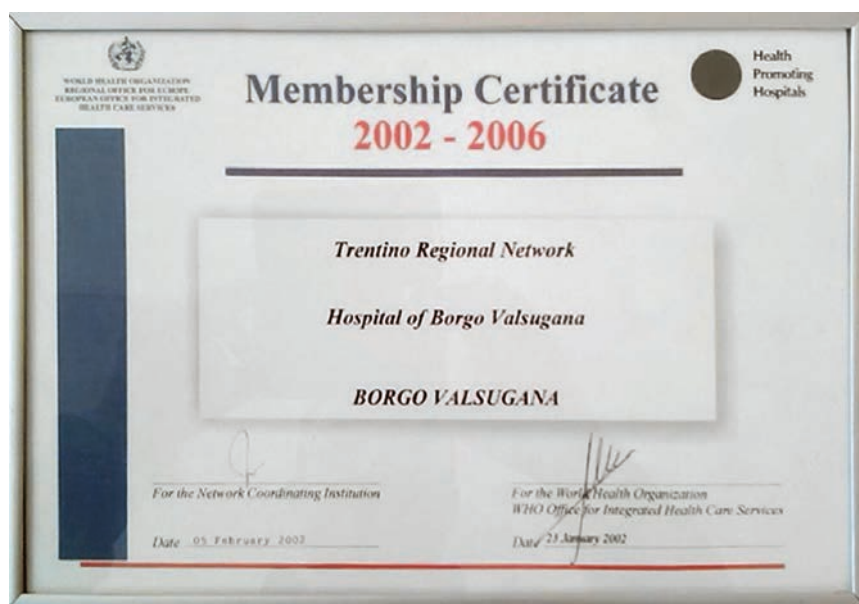 WORLD HEALTH ORGANIZATION
REGIONAL OFFICE FOR EUROPE
EUROPEAN OFFICE FOR INTEGRATED
HEALTH CARE SERVICES
Membership Certificate
2002 - 2006
Health
Promoting
Hospitals
Trentino Regional Network
Hospital of Borgo Valsugana
BORGO VALSUGANA
For the Network Coordinating Institution
Date 05 February 2002
For the World Health Organization
WHO Office for Integrated Health Care Services
Date 23 January 2002